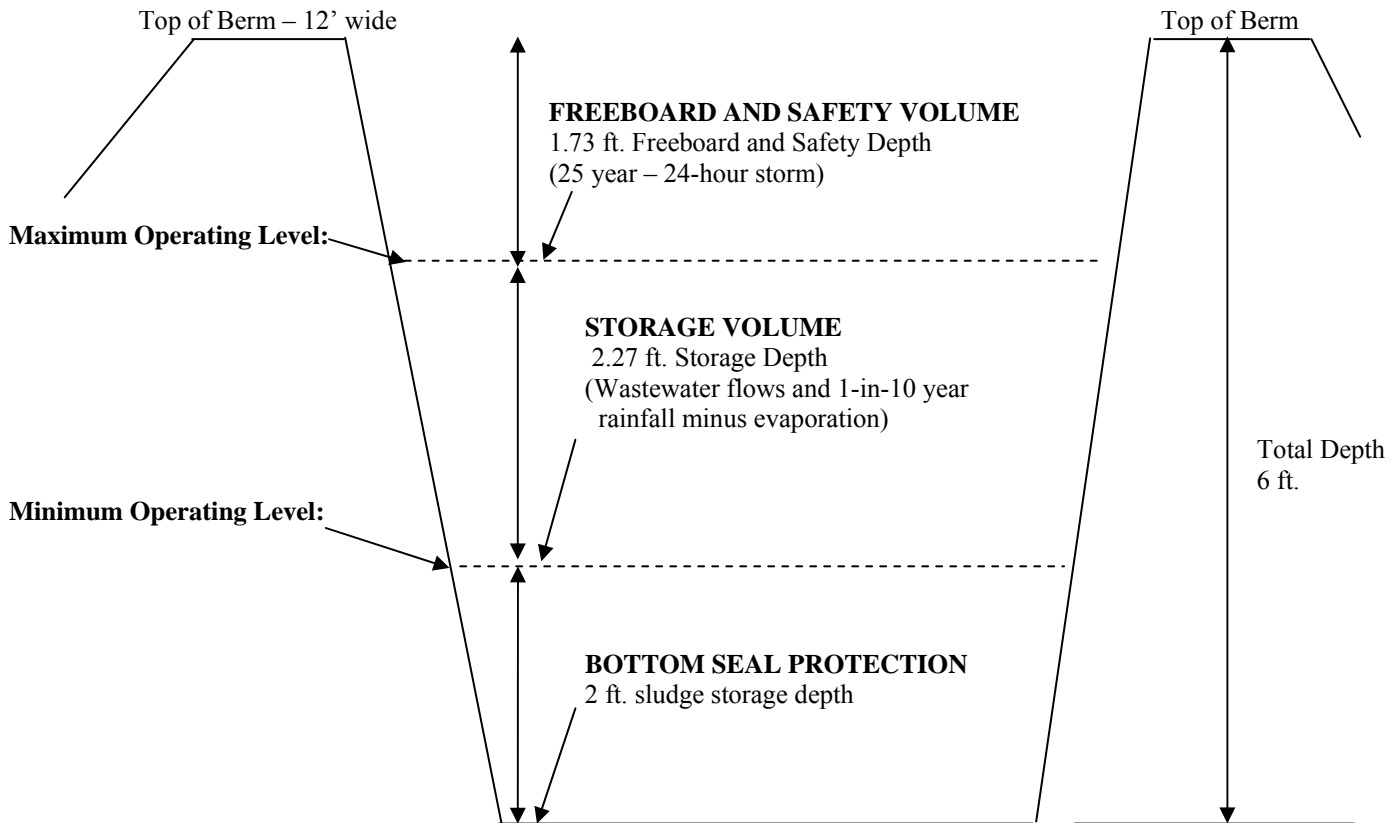 Top of Berm – 12' wide
Top of Berm
FREEBOARD AND SAFETY VOLUME
1.73 ft. Freeboard and Safety Depth
(25 year – 24-hour storm)
Maximum Operating Level:
STORAGE VOLUME
2.27 ft. Storage Depth
(Wastewater flows and 1-in-10 year
rainfall minus evaporation)
Total Depth
6 ft.
Minimum Operating Level:
BOTTOM SEAL PROTECTION
2 ft. sludge storage depth